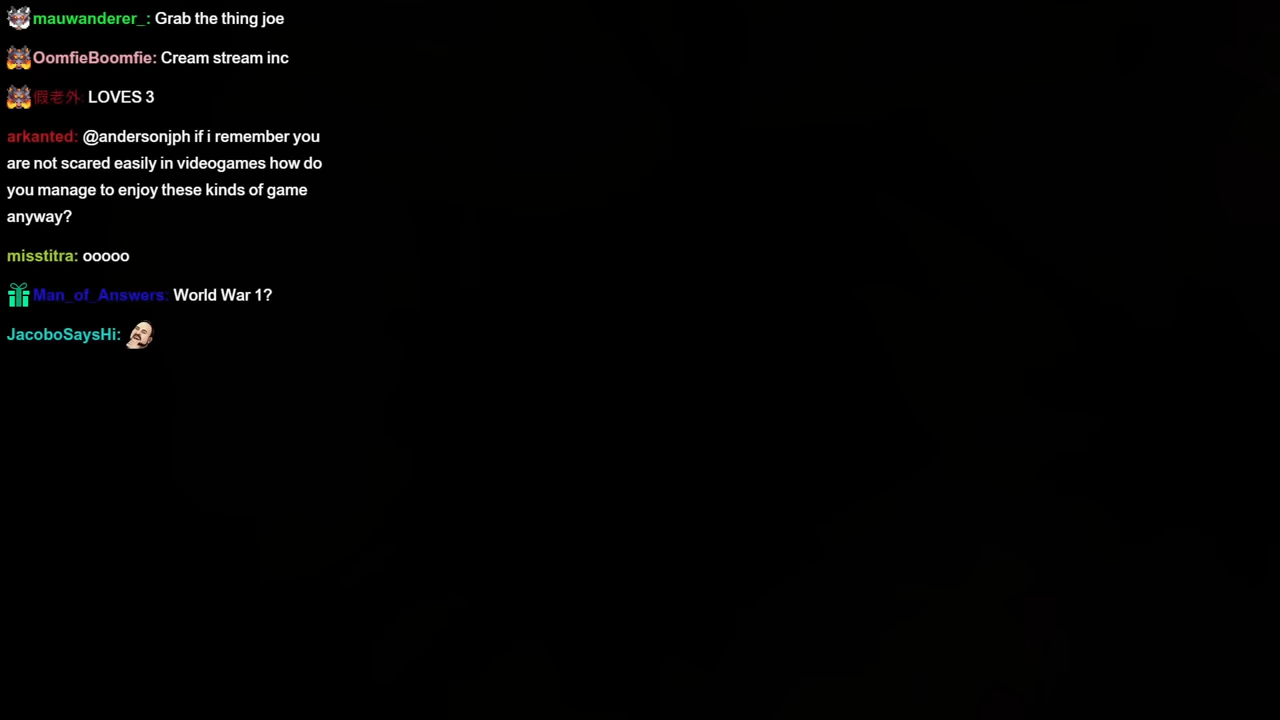 mauwanderer_: Grab the thing joe
OomfieBoomfie: Cream stream inc
假老外: LOVES 3
arkanted: @andersonjph if i remember you
are not scared easily in videogames how do
you manage to enjoy these kinds of game
anyway?
misstitra: ooooo
Man_of_Answers: World War 1?
JacoboSaysHi: